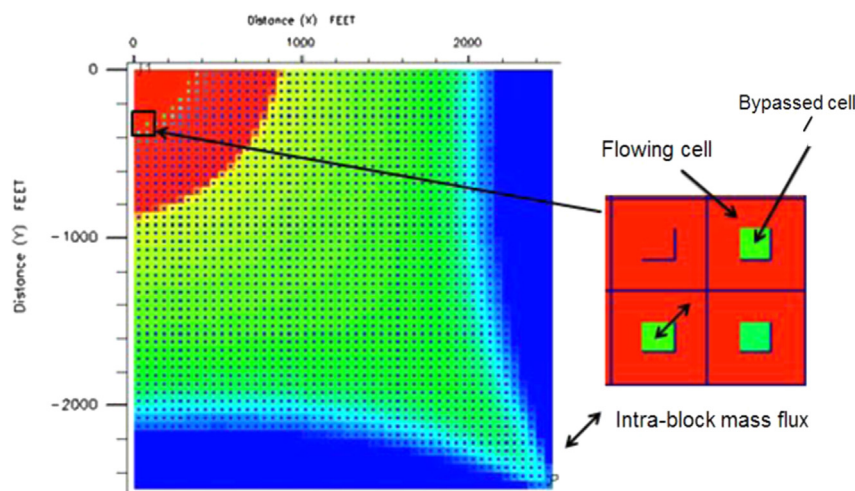 Distance (X) FEET
0 1000 2000
0
-1000
-2000
Distance (Y) FEET
Bypassed cell
Flowing cell
Intra-block mass flux
P